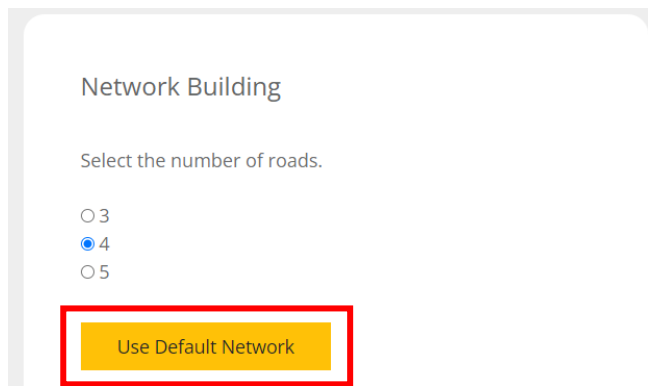 Network Building
Select the number of roads.
3
4
5
Use Default Network